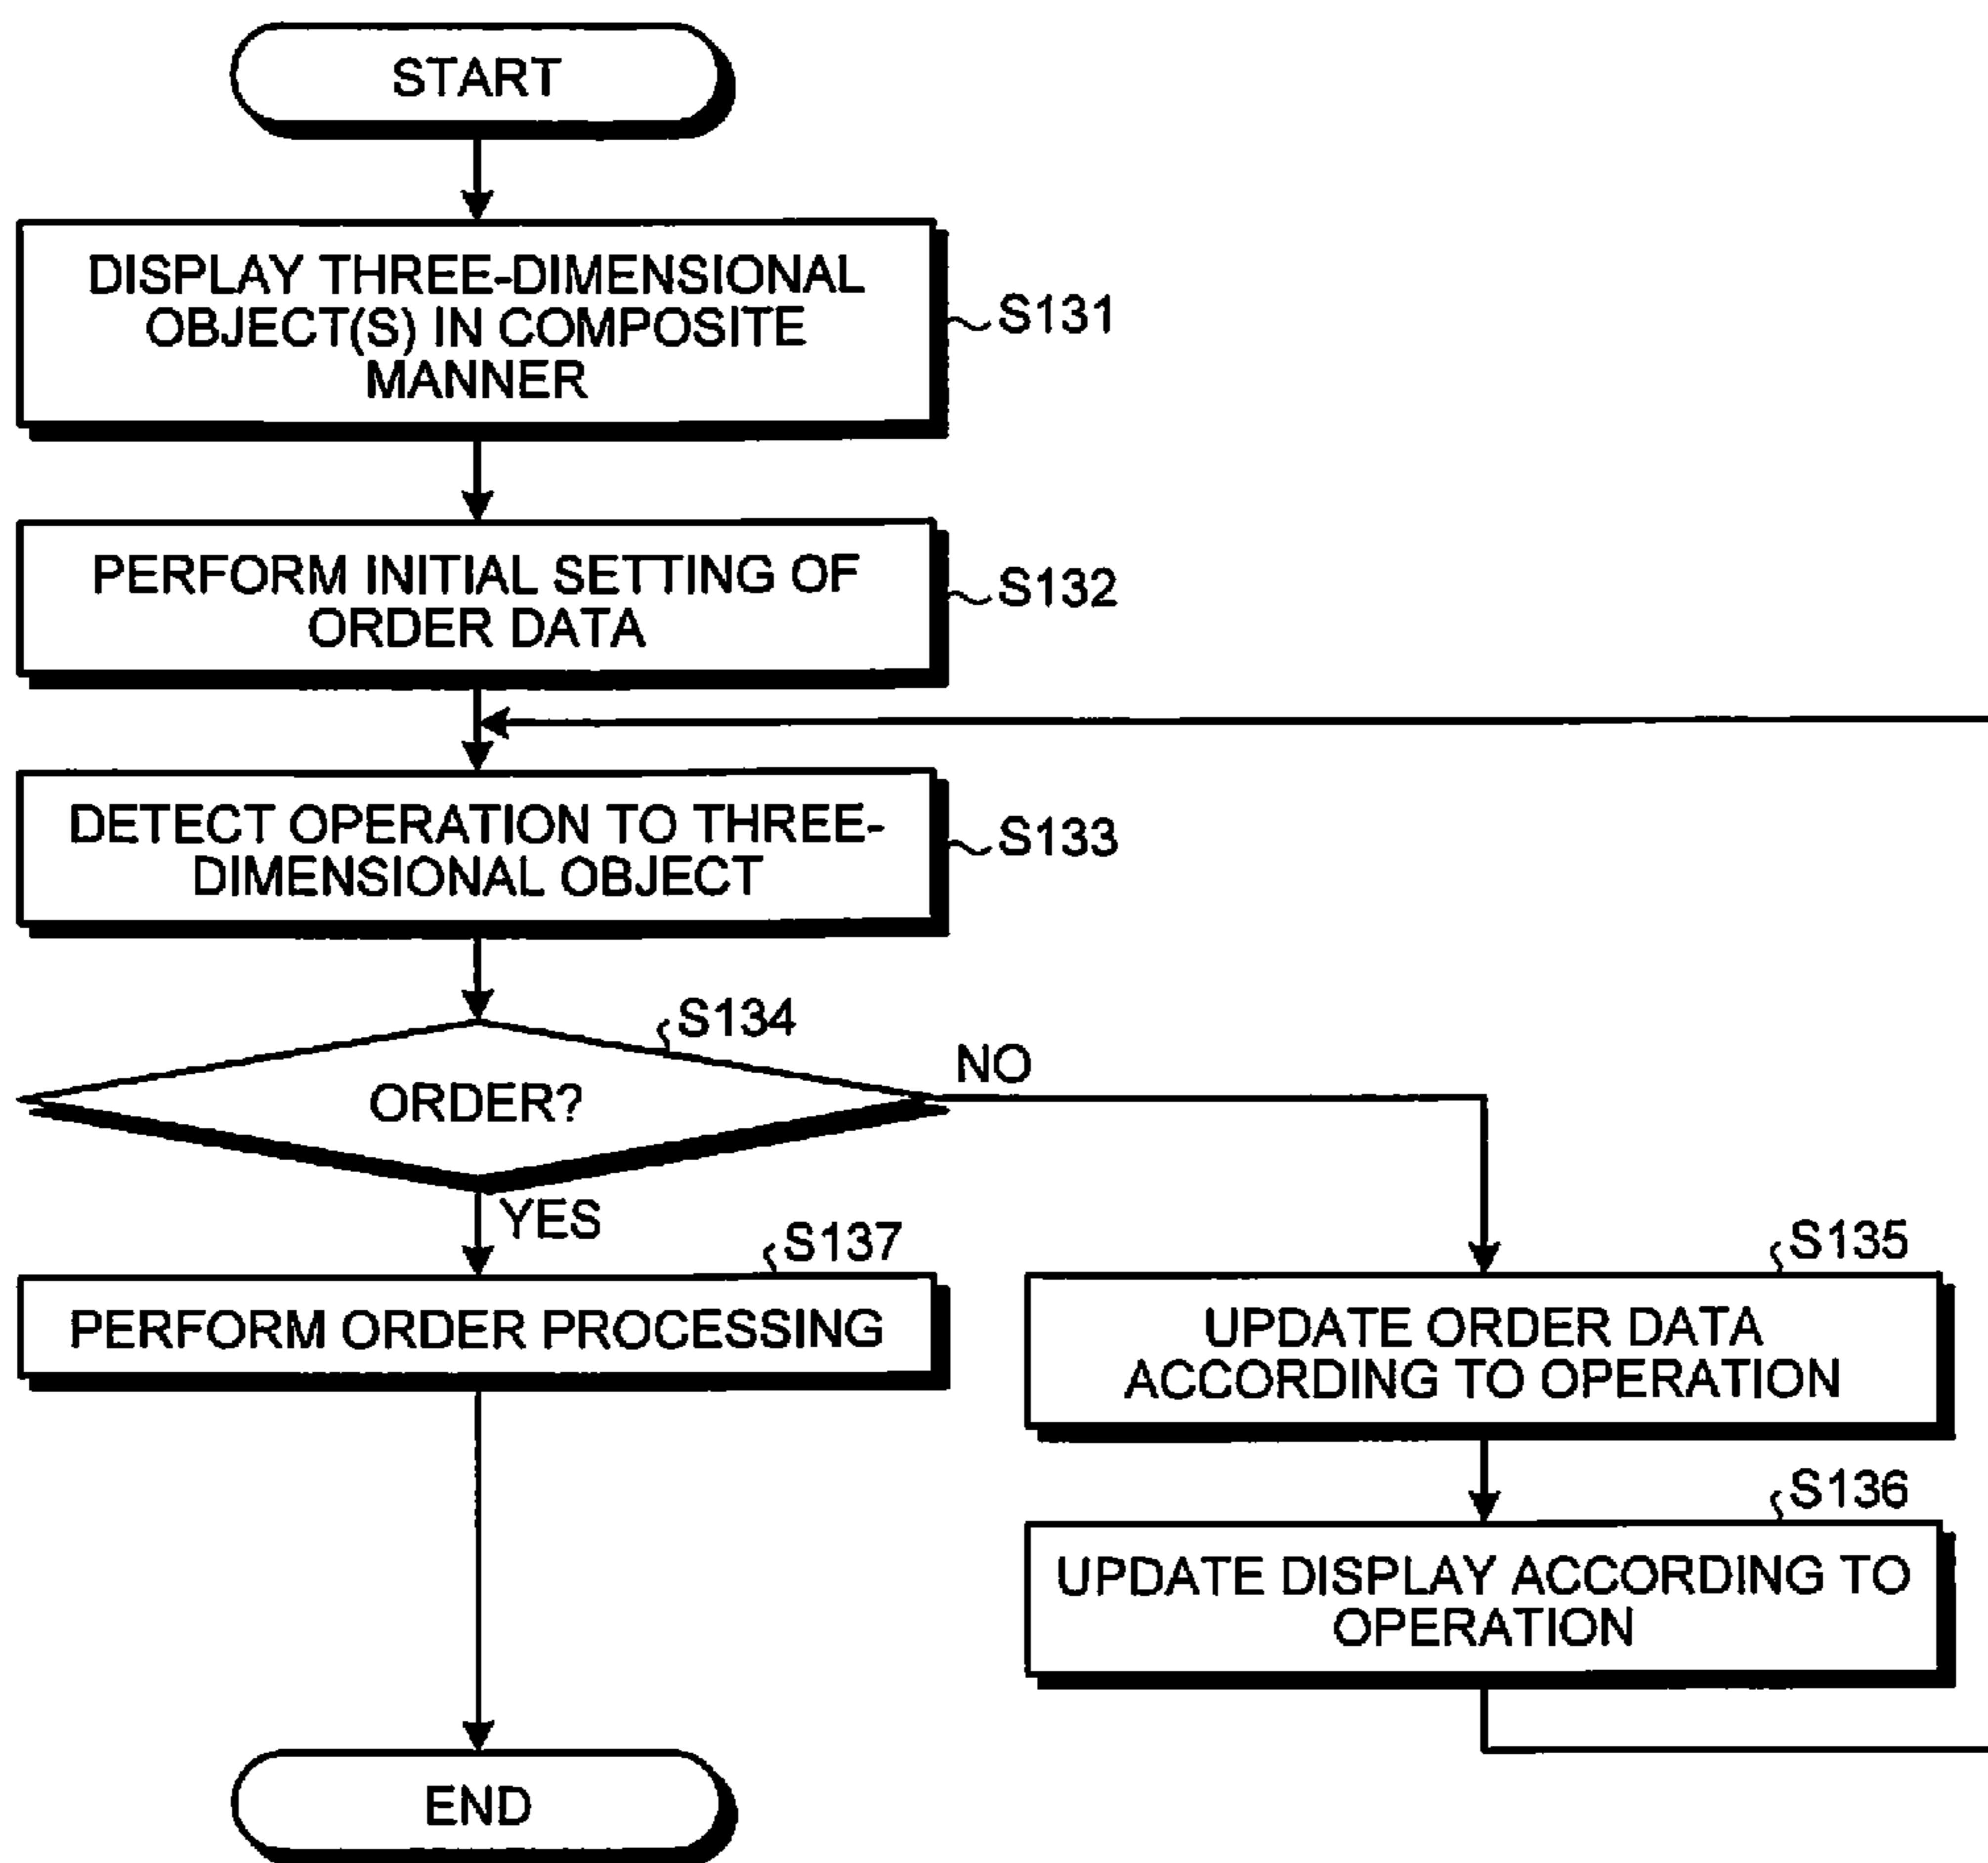 START
DISPLAY THREE-DIMENSIONAL
OBJECT(S) IN COMPOSITE
MANNER
S131
PERFORM INITIAL SETTING OF
ORDER DATA
S132
DETECT OPERATION TO THREE-
DIMENSIONAL OBJECT
S133
S134
ORDER?
NO
YES
S137
PERFORM ORDER PROCESSING
S135
UPDATE ORDER DATA
ACCORDING TO OPERATION
S136
UPDATE DISPLAY ACCORDING TO
OPERATION
END